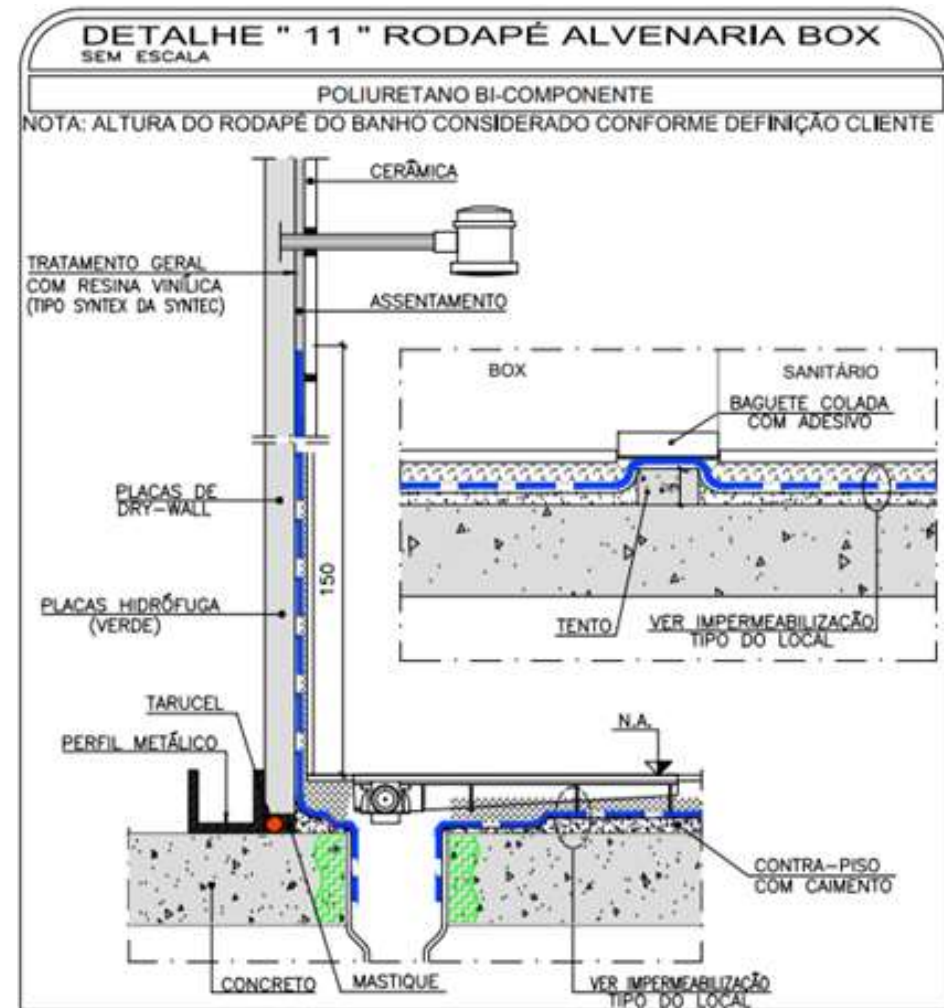 DETALHE " 11 " RODAPÉ ALVENARIA BOX
SEM ESCALA
POLIURETANO BI-COMPONENTE
NOTA: ALTURA DO RODAPÉ DO BANHO CONSIDERADO CONFORME DEFINIÇÃO CLIENTE
CERÂMICA
TRATAMENTO GERAL
COM RESINA VINÍLICA
(TIPO SYNTEX DA SYNTEC)
ASSENTAMENTO
BOX
SANITÁRIO
BAGUETE COLADA
COM ADESIVO
PLACAS DE
DRY-WALL
150
PLACAS HIDRÓFUGA
(VERDE)
TENTO
VER IMPERMEABILIZAÇÃO
TIPO DO LOCAL
TARUCEL
PERFIL METÁLICO
N.A.
CONTRA-PISO
COM CAIMENTO
CONCRETO
MASTIQUE
VER IMPERMEABILIZAÇÃO
TIPO DO LOCAL